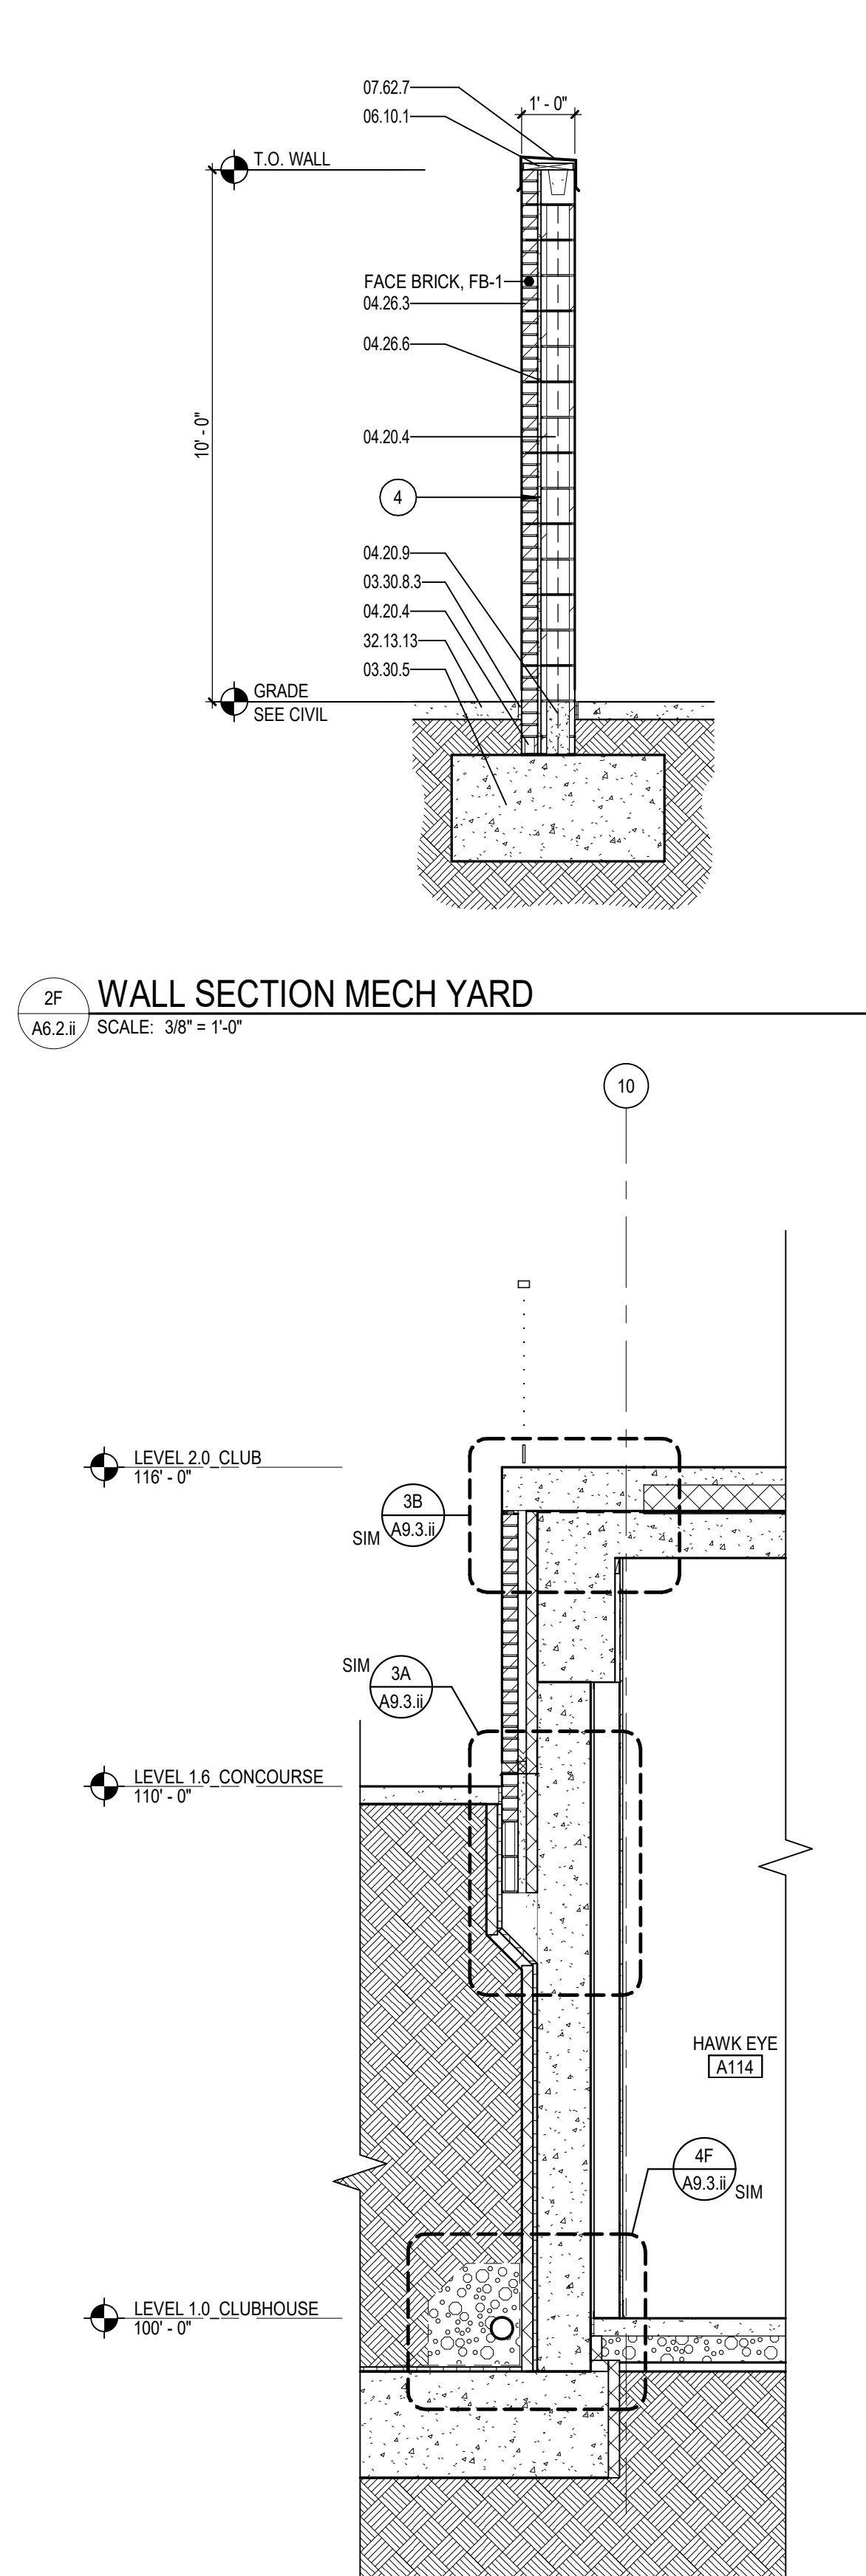 07.62.7
1' - 0"
06.10.1
T.O. WALL
FACE BRICK, FB-1
04.26.3
04.26.6
10' - 0"
04.20.4
4
04.20.9
03.30.8.3
04.20.4
32.13.13
03.30.5
GRADE
SEE CIVIL
2F
A6.2.ii
WALL SECTION MECH YARD
SCALE: 3/8" = 1'-0"
10
LEVEL 2.0_CLUB
116' - 0"
3B
A9.3.ii
SIM
SIM
3A
A9.3.ii
LEVEL 1.6_CONCOURSE
110' - 0"
HAWK EYE
A114
4F
A9.3.ii
SIM
LEVEL 1.0_CLUBHOUSE
100' - 0"